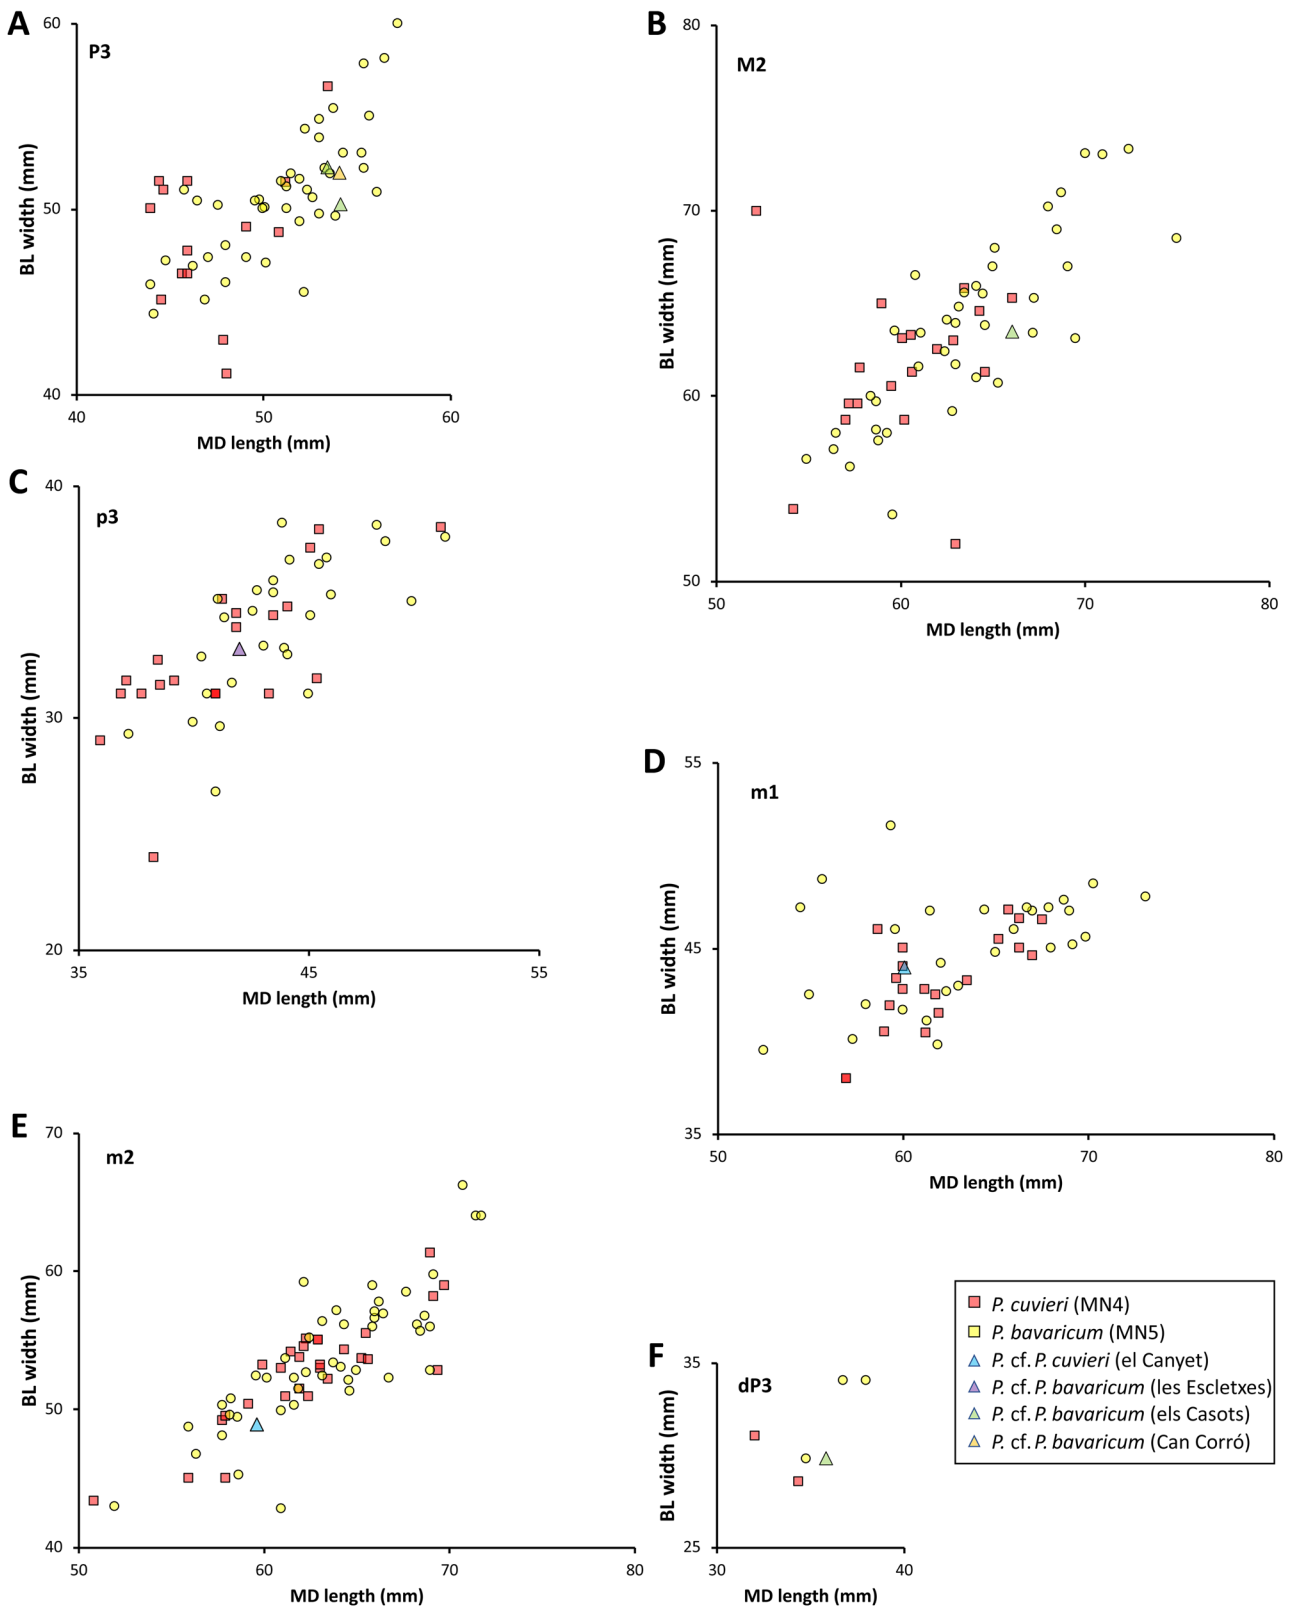 A
P3
BL width (mm)
60
50
40
40 50 60
MD length (mm)
B
M2
BL width (mm)
80
70
60
50
50 60 70 80
MD length (mm)
C
p3
BL width (mm)
40
30
20
35 45 55
MD length (mm)
D
m1
BL width (mm)
55
45
35
50 60 70 80
MD length (mm)
E
m2
BL width (mm)
70
60
50
40
50 60 70 80
MD length (mm)
F
dP3
BL width (mm)
35
25
30 40
MD length (mm)
P. cuvieri (MN4)
P. bavaricum (MN5)
P. cf. P. cuvieri (el Canyet)
P. cf. P. bavaricum (les Escletxes)
P. cf. P. bavaricum (els Casots)
P. cf. P. bavaricum (Can Corró)